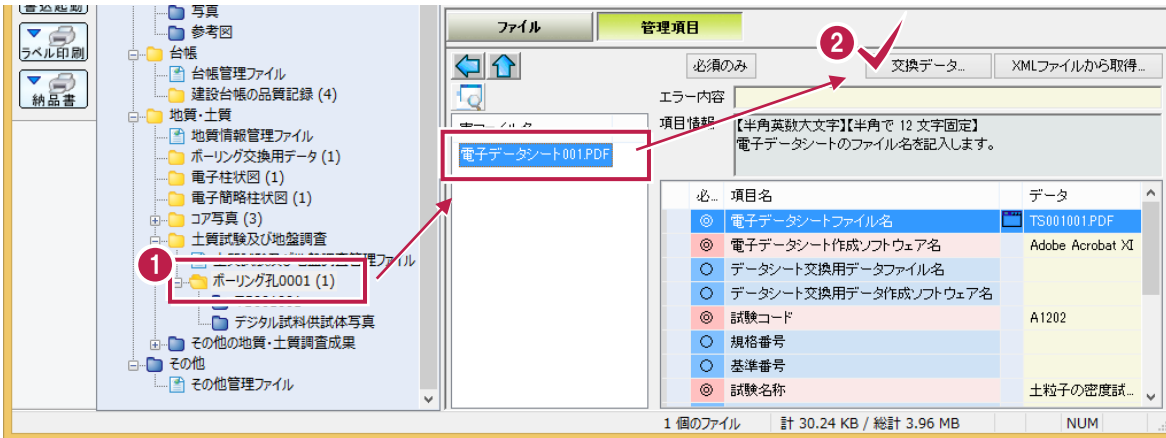 書込起動
ラベル印刷
納品書
写真
参考図
台帳
台帳管理ファイル
建設台帳の品質記録 (4)
地質・土質
地質情報管理ファイル
ボーリング交換用データ (1)
電子柱状図 (1)
電子簡略柱状図 (1)
コア写真 (3)
土質試験及び地盤調査
管理ファイル
1
ボーリング孔0001 (1)
デジタル試料供試体写真
その他の地質・土質調査成果
その他
その他管理ファイル
ファイル
管理項目
2
必須のみ
交換データ...
XMLファイルから取得...
エラー内容
項目情報
【半角英数大文字】【半角で 12 文字固定】
電子データシートのファイル名を記入します。
電子データシート001.PDF
必... 項目名 データ
◎ 電子データシートファイル名 TS001001.PDF
◎ 電子データシート作成ソフトウェア名 Adobe Acrobat XI
○ データシート交換用データファイル名
○ データシート交換用データ作成ソフトウェア名
◎ 試験コード A1202
○ 規格番号
○ 基準番号
◎ 試験名称 土粒子の密度試...
1 個のファイル 計 30.24 KB / 総計 3.96 MB NUM